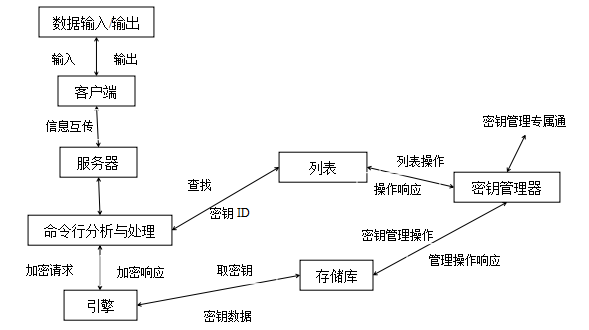 数据输入/输出
输入
输出
客户端
信息互传
密钥管理专属通
服务器
列表
列表操作
查找
操作响应
密钥管理器
密钥 ID
命令行分析与处理
密钥管理操作
加密请求
加密响应
取密钥
存储库
管理操作响应
引擎
密钥数据